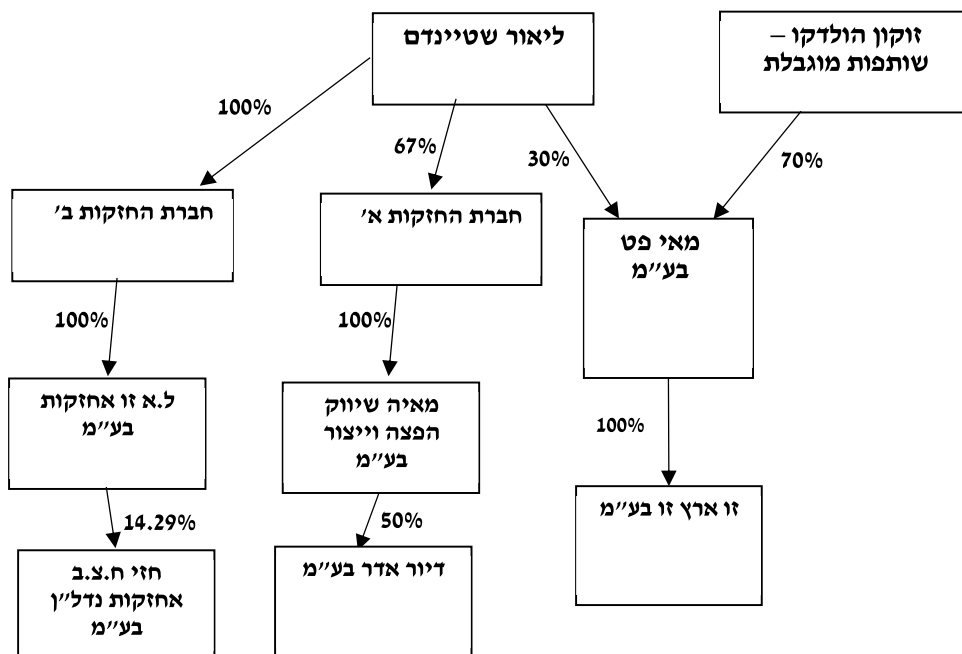 ליאור שטיינדם
זוקון הולדקו –
שותפות מוגבלת
100%
67%
30%
70%
חברת החזקות ב'
חברת החזקות א'
מאי פט
בע"מ
100%
100%
100%
ל.א זו אחזקות
בע"מ
מאיה שיווק
הפצה וייצור
בע"מ
זו ארץ זו בע"מ
14.29%
50%
חזי ח.צ.ב
אחזקות נדל"ן
בע"מ
דיור אדר בע"מ